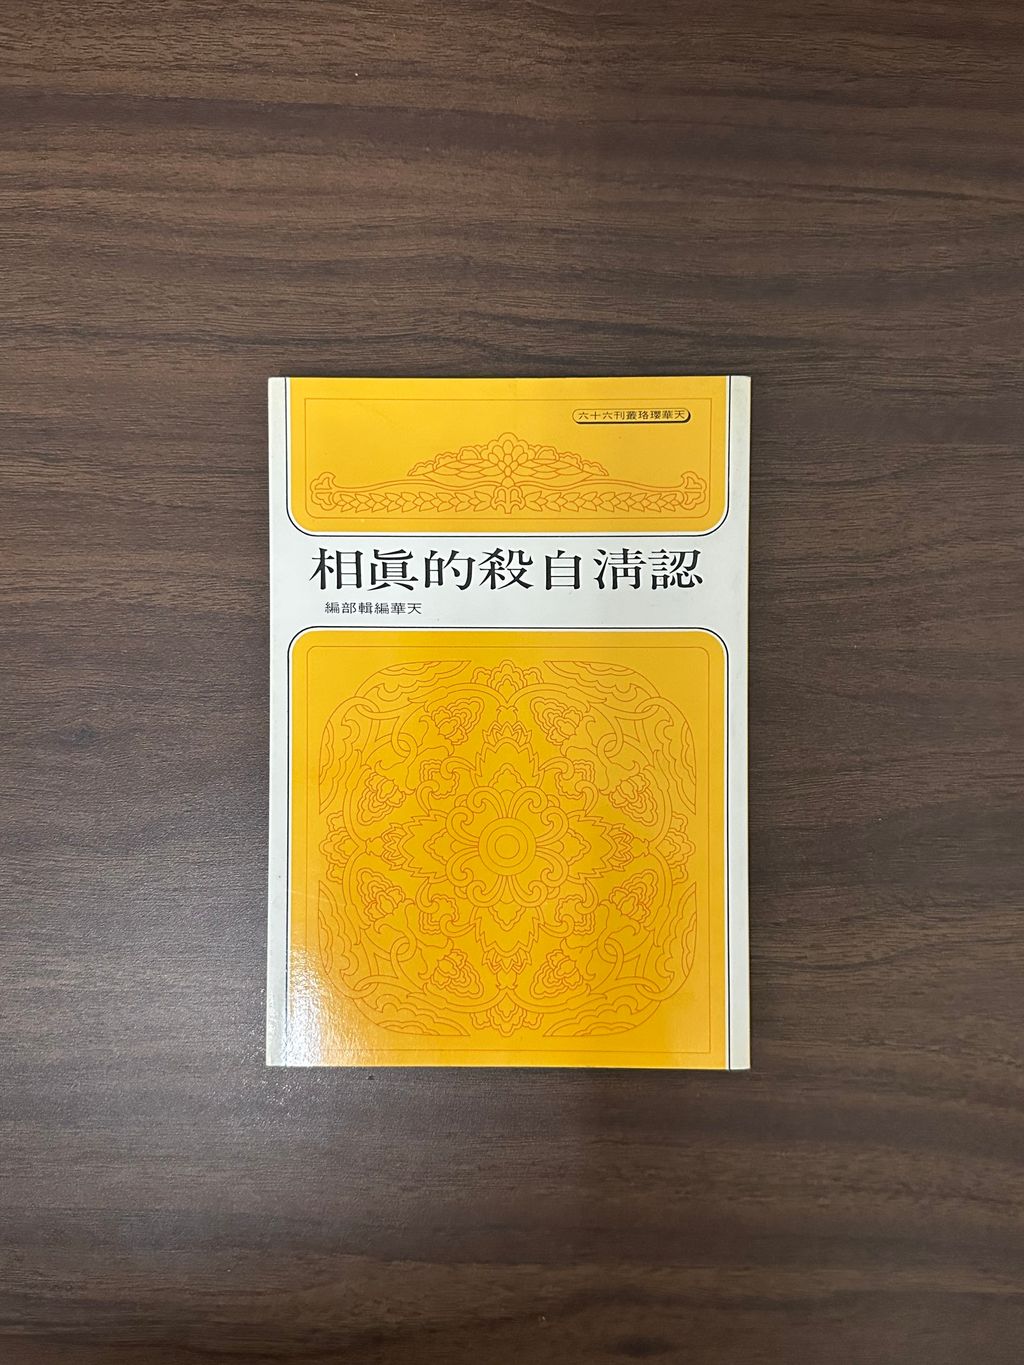 天華瓔珞叢刊六十六
認清自殺的眞相
天華編輯部編